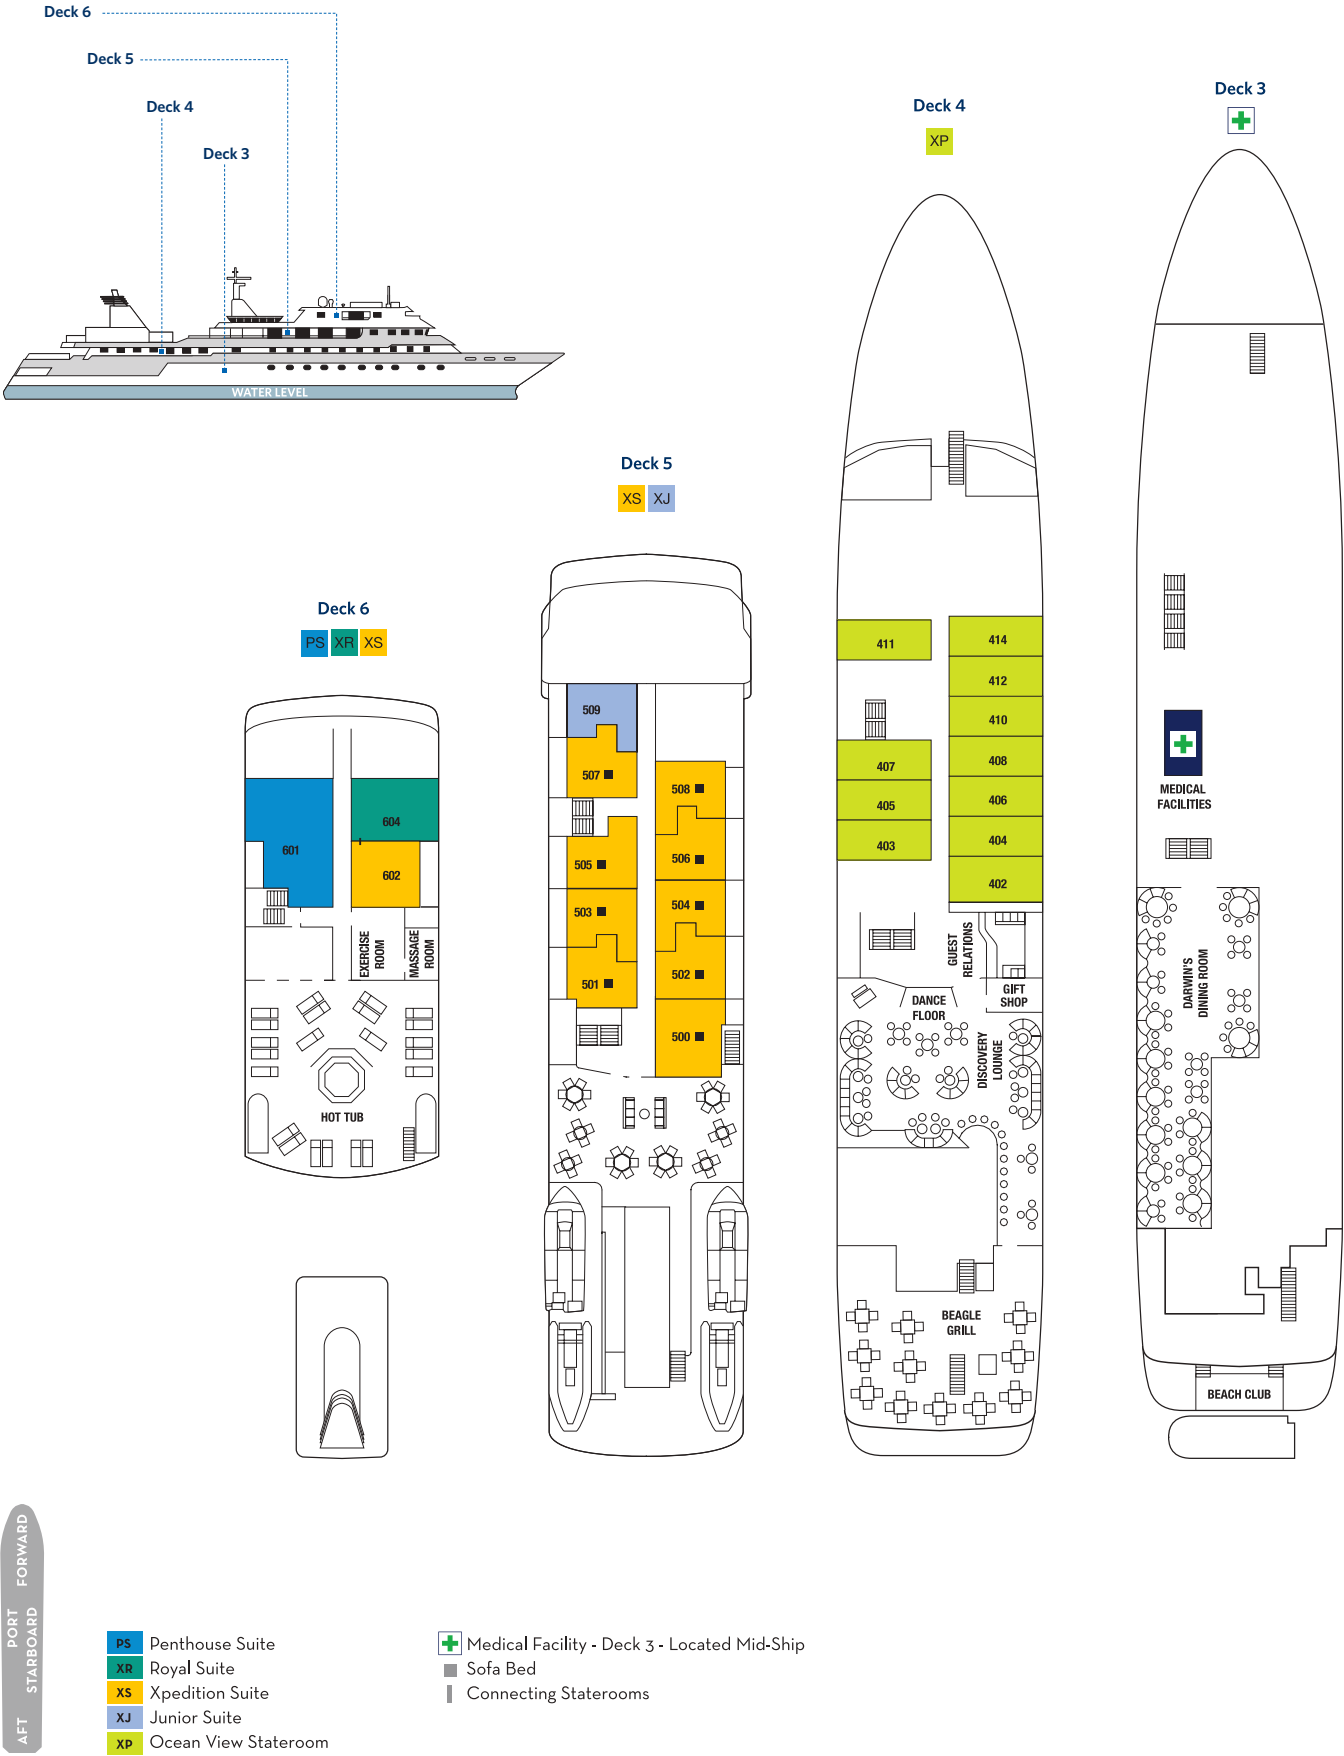 Deck 6
Deck 5
Deck 4
Deck 3
WATER LEVEL
Deck 6
PS XR XS
601
604
602
EXERCISE
ROOM
MASSAGE
ROOM
HOT TUB
Deck 5
XS XJ
509
507
508
505
506
503
504
501
502
500
Deck 4
XP
411
414
412
410
407
408
405
406
403
404
402
GUEST
RELATIONS
GIFT
SHOP
DANCE
FLOOR
DISCOVERY
LOUNGE
BEAGLE
GRILL
Deck 3
MEDICAL
FACILITIES
DARWIN'S
DINING ROOM
BEACH CLUB
FORWARD
PORT
STARBOARD
AFT
PS Penthouse Suite
XR Royal Suite
XS Xpedition Suite
XJ Junior Suite
XP Ocean View Stateroom
Medical Facility - Deck 3 - Located Mid-Ship
Sofa Bed
Connecting Staterooms